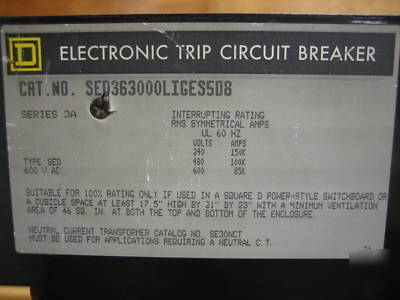 D ELECTRONIC TRIP CIRCUIT BREAKER
CAT.NO. SED363000LIGES5D8
SERIES 3A
INTERRUPTING RATING
RMS SYMMETRICAL AMPS
UL 60 HZ
VOLTS AMPS
240 150K
TYPE SED 480 100K
600 V.AC 600 85K
SUITABLE FOR 100% RATING ONLY IF USED IN A SQUARE D POWER-STYLE SWITCHBOARD OR
A CUBICLE SPACE AT LEAST 17.5" HIGH BY 21" BY 23" WITH A MINIMUM VENTILATION
AREA OF 46 SQ. IN. AT BOTH THE TOP AND BOTTOM OF THE ENCLOSURE.
NEUTRAL CURRENT TRANSFORMER CATALOG NO. SE30NCT
MUST BE USED FOR APPLICATIONS REQUIRING A NEUTRAL C.T.